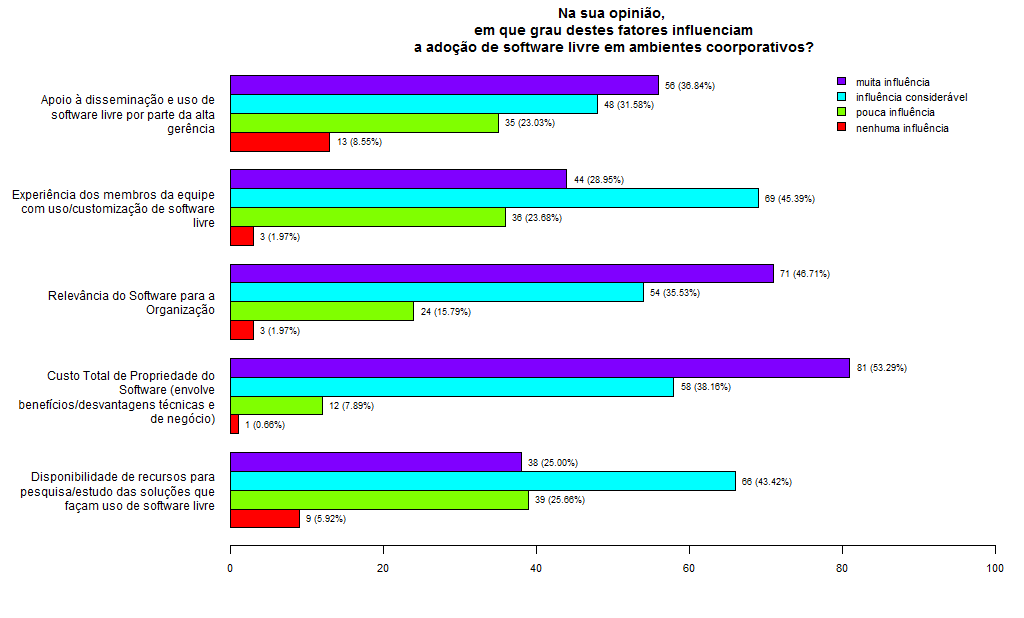 Na sua opinião,
em que grau destes fatores influenciam
a adoção de software livre em ambientes coorporativos?
muita influência
influência considerável
pouca influência
nenhuma influência
Apoio à disseminação e uso de
software livre por parte da alta
gerência
56 (36.84%)
48 (31.58%)
35 (23.03%)
13 (8.55%)
Experiência dos membros da equipe
com uso/customização de software
livre
44 (28.95%)
69 (45.39%)
36 (23.68%)
3 (1.97%)
Relevância do Software para a
Organização
71 (46.71%)
54 (35.53%)
24 (15.79%)
3 (1.97%)
Custo Total de Propriedade do
Software (envolve
benefícios/desvantagens técnicas e
de negócio)
81 (53.29%)
58 (38.16%)
12 (7.89%)
1 (0.66%)
Disponibilidade de recursos para
pesquisa/estudo das soluções que
façam uso de software livre
38 (25.00%)
66 (43.42%)
39 (25.66%)
9 (5.92%)
0 20 40 60 80 100